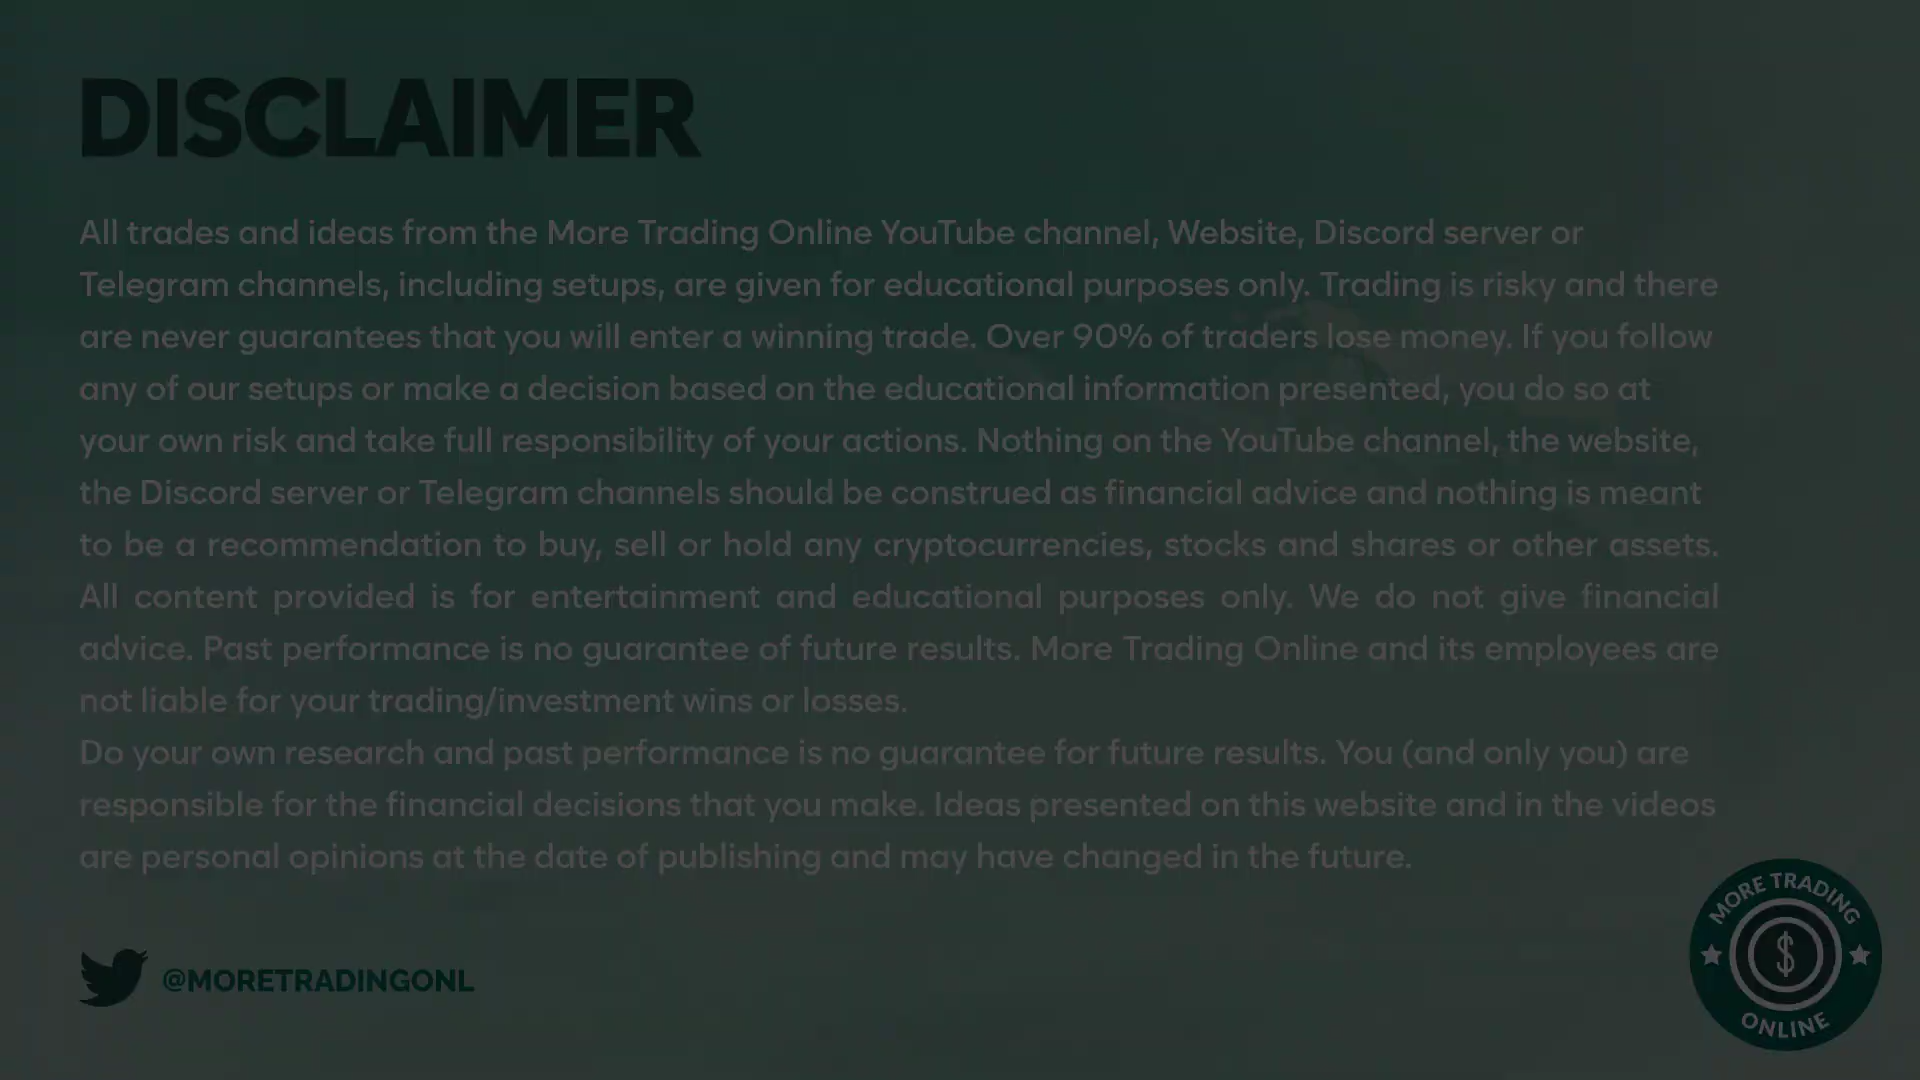 DISCLAIMER
All trades and ideas from the More Trading Online YouTube channel, Website, Discord server or
Telegram channels, including setups, are given for educational purposes only. Trading is risky and there
are never guarantees that you will enter a winning trade. Over 90% of traders lose money. If you follow
any of our setups or make a decision based on the educational information presented, you do so at
your own risk and take full responsibility of your actions. Nothing on the YouTube channel, the website,
the Discord server or Telegram channels should be construed as financial advice and nothing is meant
to be a recommendation to buy, sell or hold any cryptocurrencies, stocks and shares or other assets.
All content provided is for entertainment and educational purposes only. We do not give financial
advice. Past performance is no guarantee of future results. More Trading Online and its employees are
not liable for your trading/investment wins or losses.
Do your own research and past performance is no guarantee for future results. You (and only you) are
responsible for the financial decisions that you make. Ideas presented on this website and in the videos
are personal opinions at the date of publishing and may have changed in the future.
@MORETRADINGONL
MORE TRADING
$
ONLINE